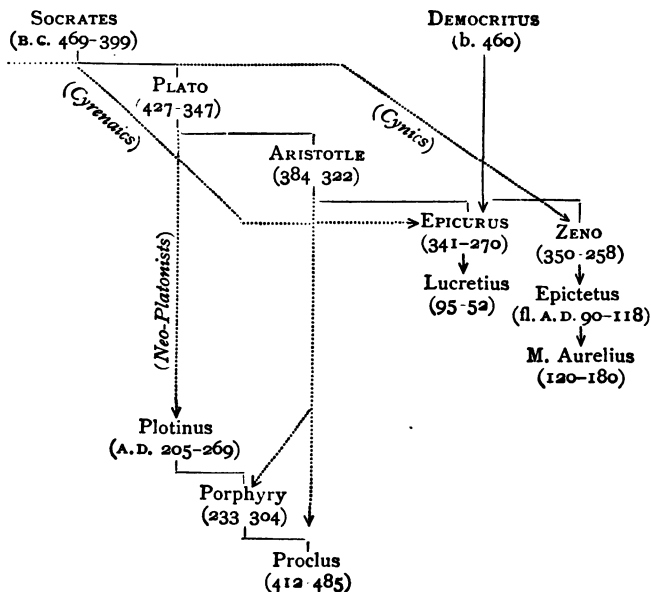 SOCRATES
(B.C. 469–399)
DEMOCRITUS
(b. 460)
PLATO
(427–347)
(Cyrenaics)
(Cynics)
ARISTOTLE
(384 322)
EPICURUS
(341–270)
ZENO
(350–258)
Lucretius
(95–52)
Epictetus
(fl. A.D. 90–118)
M. Aurelius
(120–180)
(Neo-Platonists)
Plotinus
(A.D. 205–269)
Porphyry
(233 304)
Proclus
(412–485)